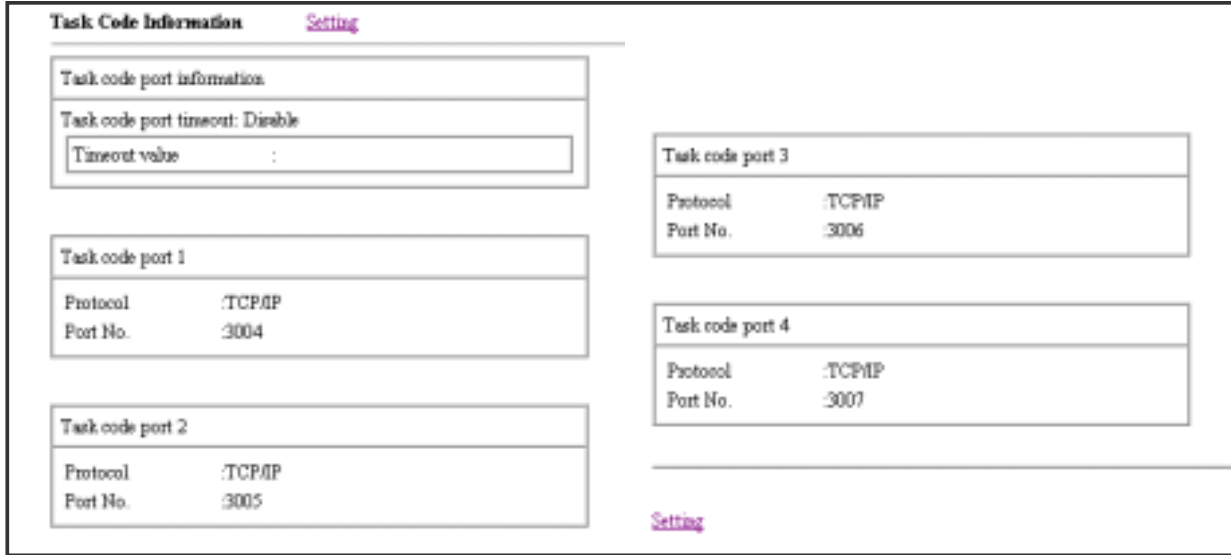 Task Code Information Setting
Task code port information
Task code port timeout: Disable
Timeout value :
Task code port 1
Protocol :TCP/IP
Port No. :3004
Task code port 2
Protocol :TCP/IP
Port No. :3005
Task code port 3
Protocol :TCP/IP
Port No. :3006
Task code port 4
Protocol :TCP/IP
Port No. :3007
Setting